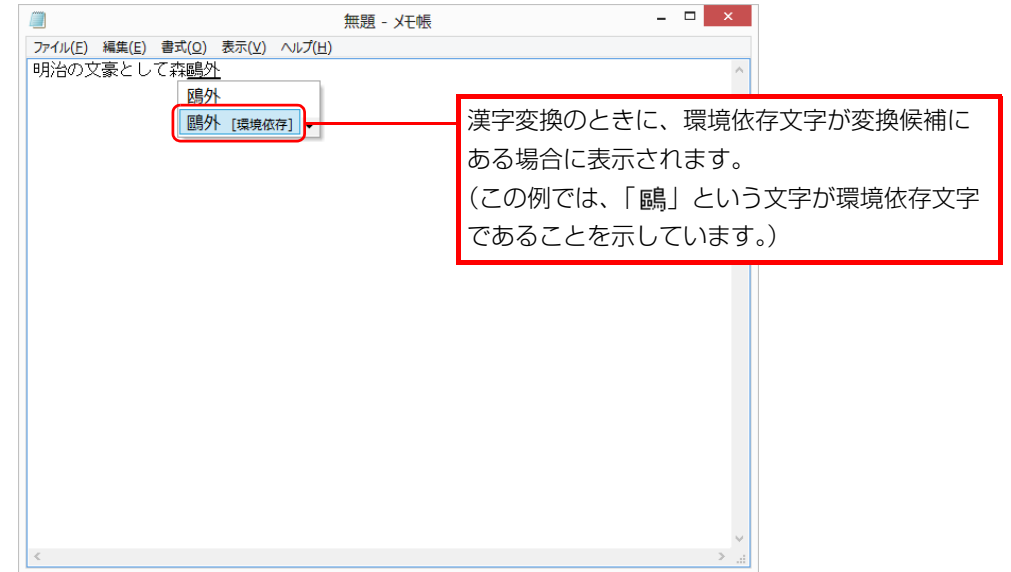 無題 - メモ帳
ファイル(F) 編集(E) 書式(O) 表示(V) ヘルプ(H)
明治の文豪として森鷗外
鴎外
鷗外 [環境依存]
漢字変換のときに、環境依存文字が変換候補に
ある場合に表示されます。
(この例では、「鷗」という文字が環境依存文字
であることを示しています。)